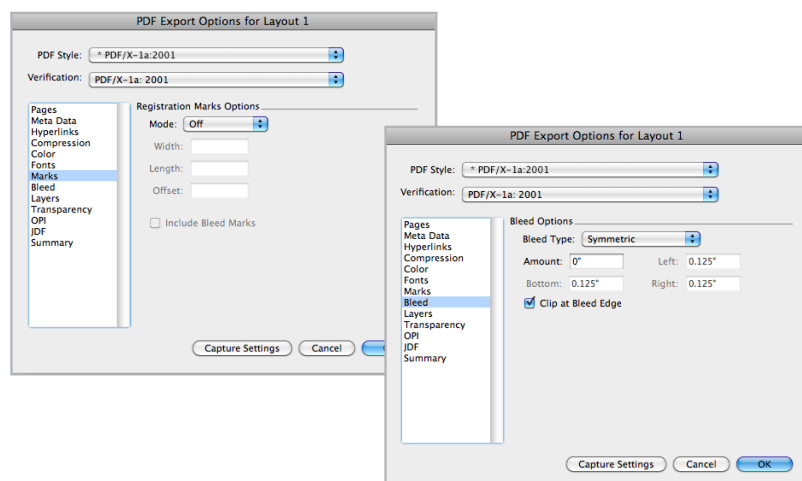 PDF Export Options for Layout 1
PDF Style: * PDF/X-1a:2001
Verification: PDF/X-1a: 2001
Pages
Meta Data
Hyperlinks
Compression
Color
Fonts
Marks
Bleed
Layers
Transparency
OPI
JDF
Summary
Registration Marks Options
Mode: Off
Width:
Length:
Offset:
Include Bleed Marks
Capture Settings Cancel
PDF Export Options for Layout 1
PDF Style: * PDF/X-1a:2001
Verification: PDF/X-1a: 2001
Pages
Meta Data
Hyperlinks
Compression
Color
Fonts
Marks
Bleed
Layers
Transparency
OPI
JDF
Summary
Bleed Options
Bleed Type: Symmetric
Amount: 0" Left: 0.125"
Bottom: 0.125" Right: 0.125"
Clip at Bleed Edge
Capture Settings Cancel OK